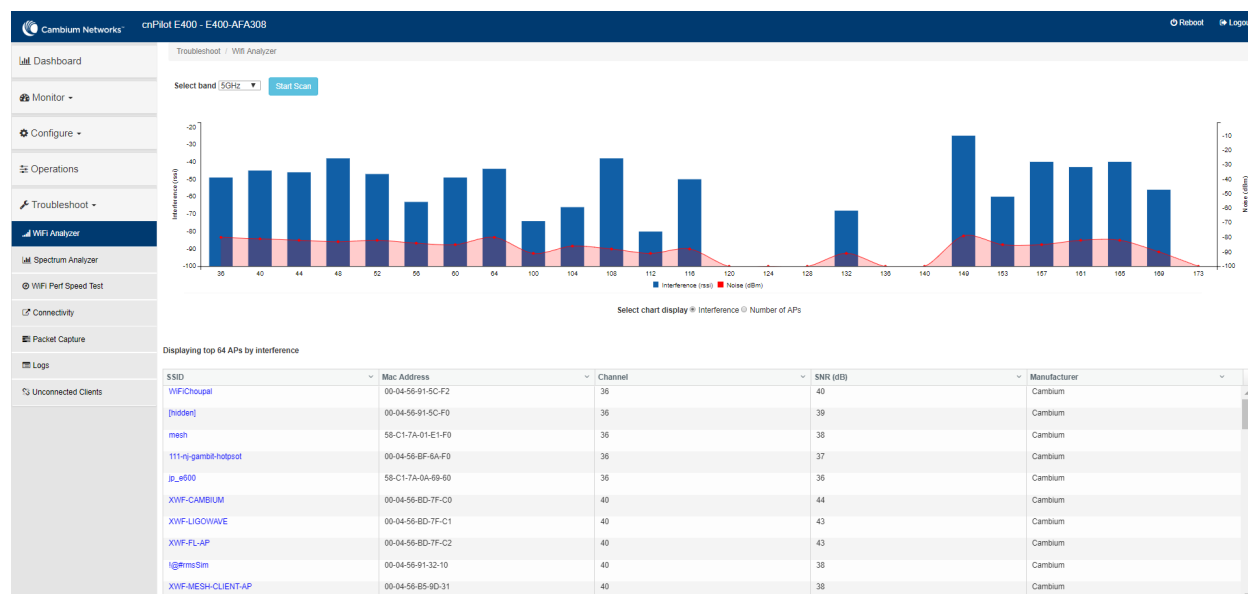 Cambium Networks™ cnPilot E400 - E400-AFA308 Reboot Logou
Dashboard
Monitor
Configure
Operations
Troubleshoot
WiFi Analyzer
Spectrum Analyzer
WiFi Perf Speed Test
Connectivity
Packet Capture
Logs
Unconnected Clients
Troubleshoot / Wifi Analyzer
Select band 5GHz Start Scan
Interference (rssi)
-20
-30
-40
-50
-60
-70
-80
-90
-100
36 40 44 48 52 56 60 64 100 104 108 112 116 120 124 128 132 136 140 149 153 157 161 165 169 173
-10
-20
-30
-40
-50
-60
-70
-80
-90
-100
Noise (dBm)
Interference (rssi) Noise (dBm)
Select chart display Interference Number of APs
Displaying top 64 APs by interference
SSID Mac Address Channel SNR (dB) Manufacturer
WiFiChoupal 00-04-56-91-5C-F2 36 40 Cambium
[hidden] 00-04-56-91-5C-F0 36 39 Cambium
mesh 58-C1-7A-01-E1-F0 36 38 Cambium
111-nj-gambit-hotpsot 00-04-56-BF-6A-F0 36 37 Cambium
jp_e600 58-C1-7A-0A-69-60 36 36 Cambium
XWF-CAMBIUM 00-04-56-BD-7F-C0 40 44 Cambium
XWF-LIGOWAVE 00-04-56-BD-7F-C1 40 43 Cambium
XWF-FL-AP 00-04-56-BD-7F-C2 40 43 Cambium
!@#rmsSim 00-04-56-91-32-10 40 38 Cambium
XWF-MESH-CLIENT-AP 00-04-56-B5-9D-31 40 38 Cambium